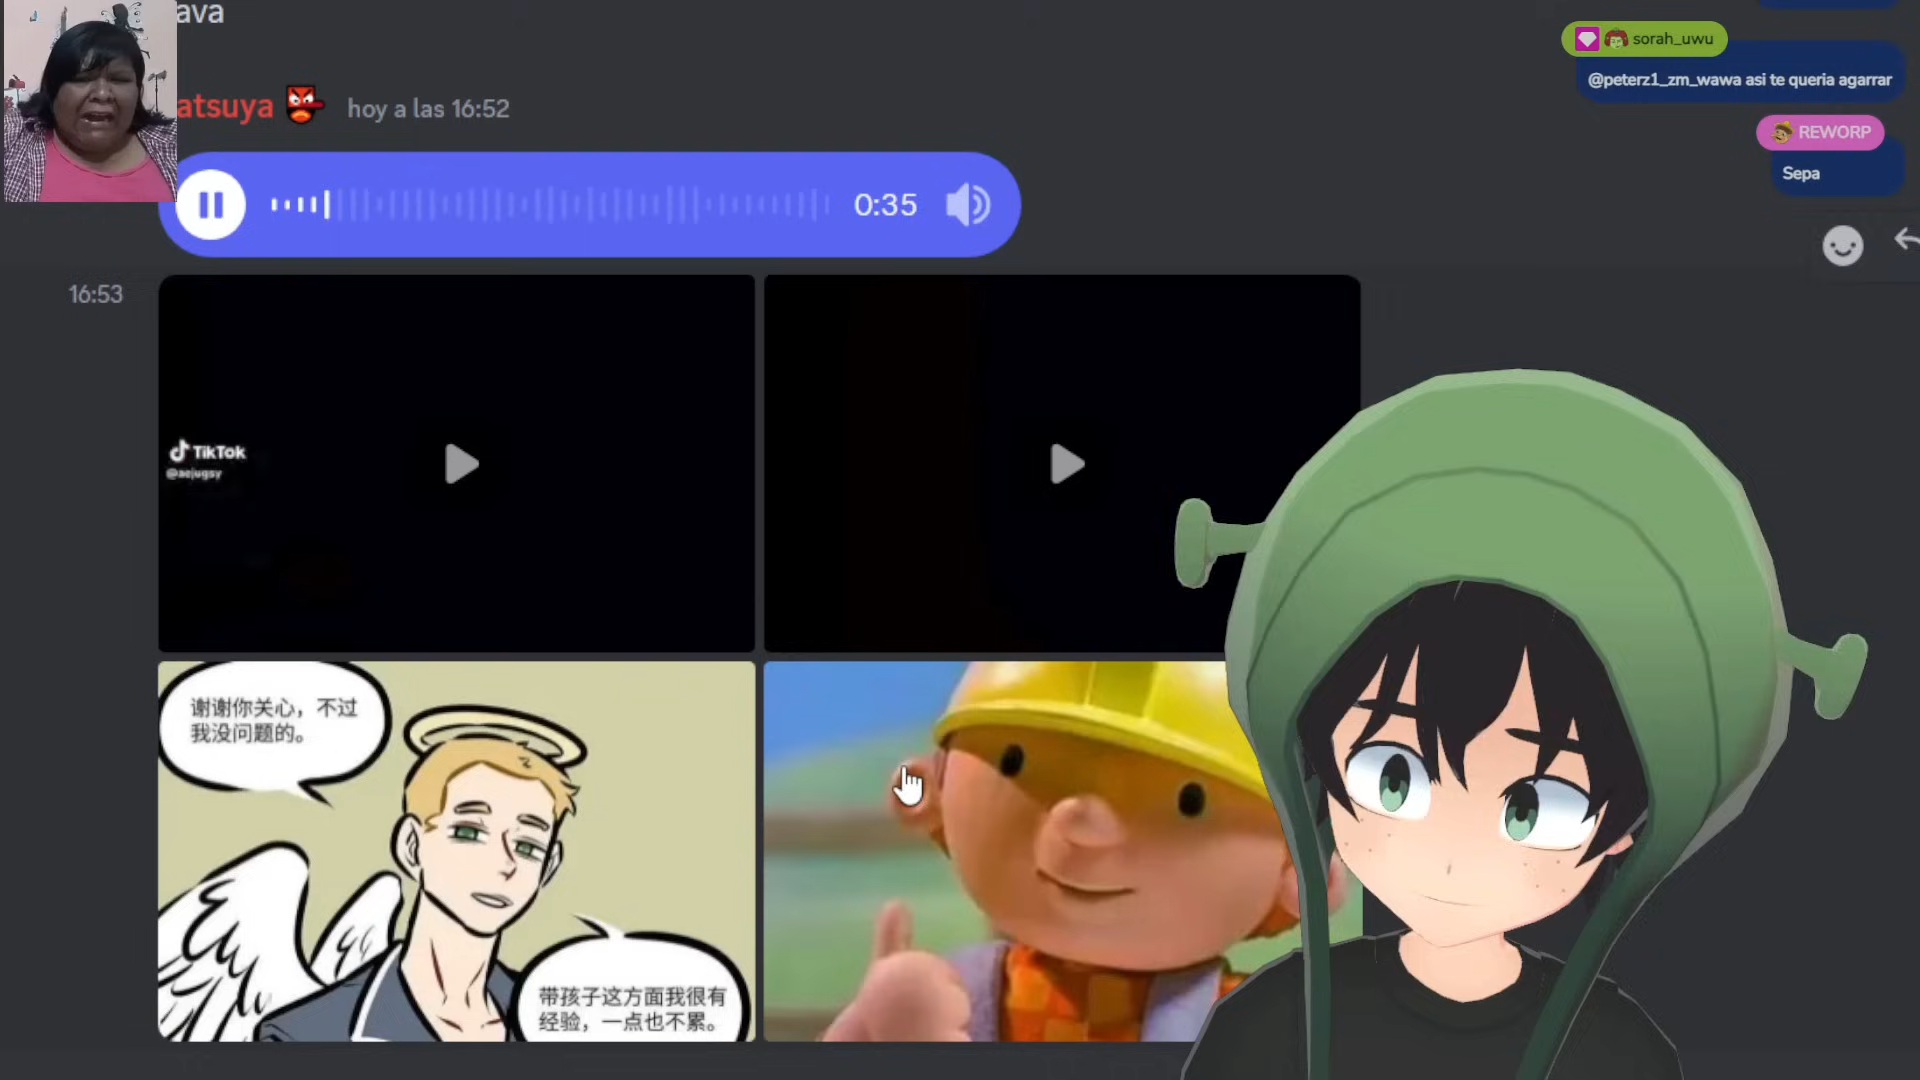 ava
sorah_uwu
@peterz1_zm_wawa asi te queria agarrar
atsuya
hoy a las 16:52
REWORP
Sepa
0:35
16:53
TikTok
@aejugsy
谢谢你关心，不过
我没问题的。
带孩子这方面我很有
经验，一点也不累。